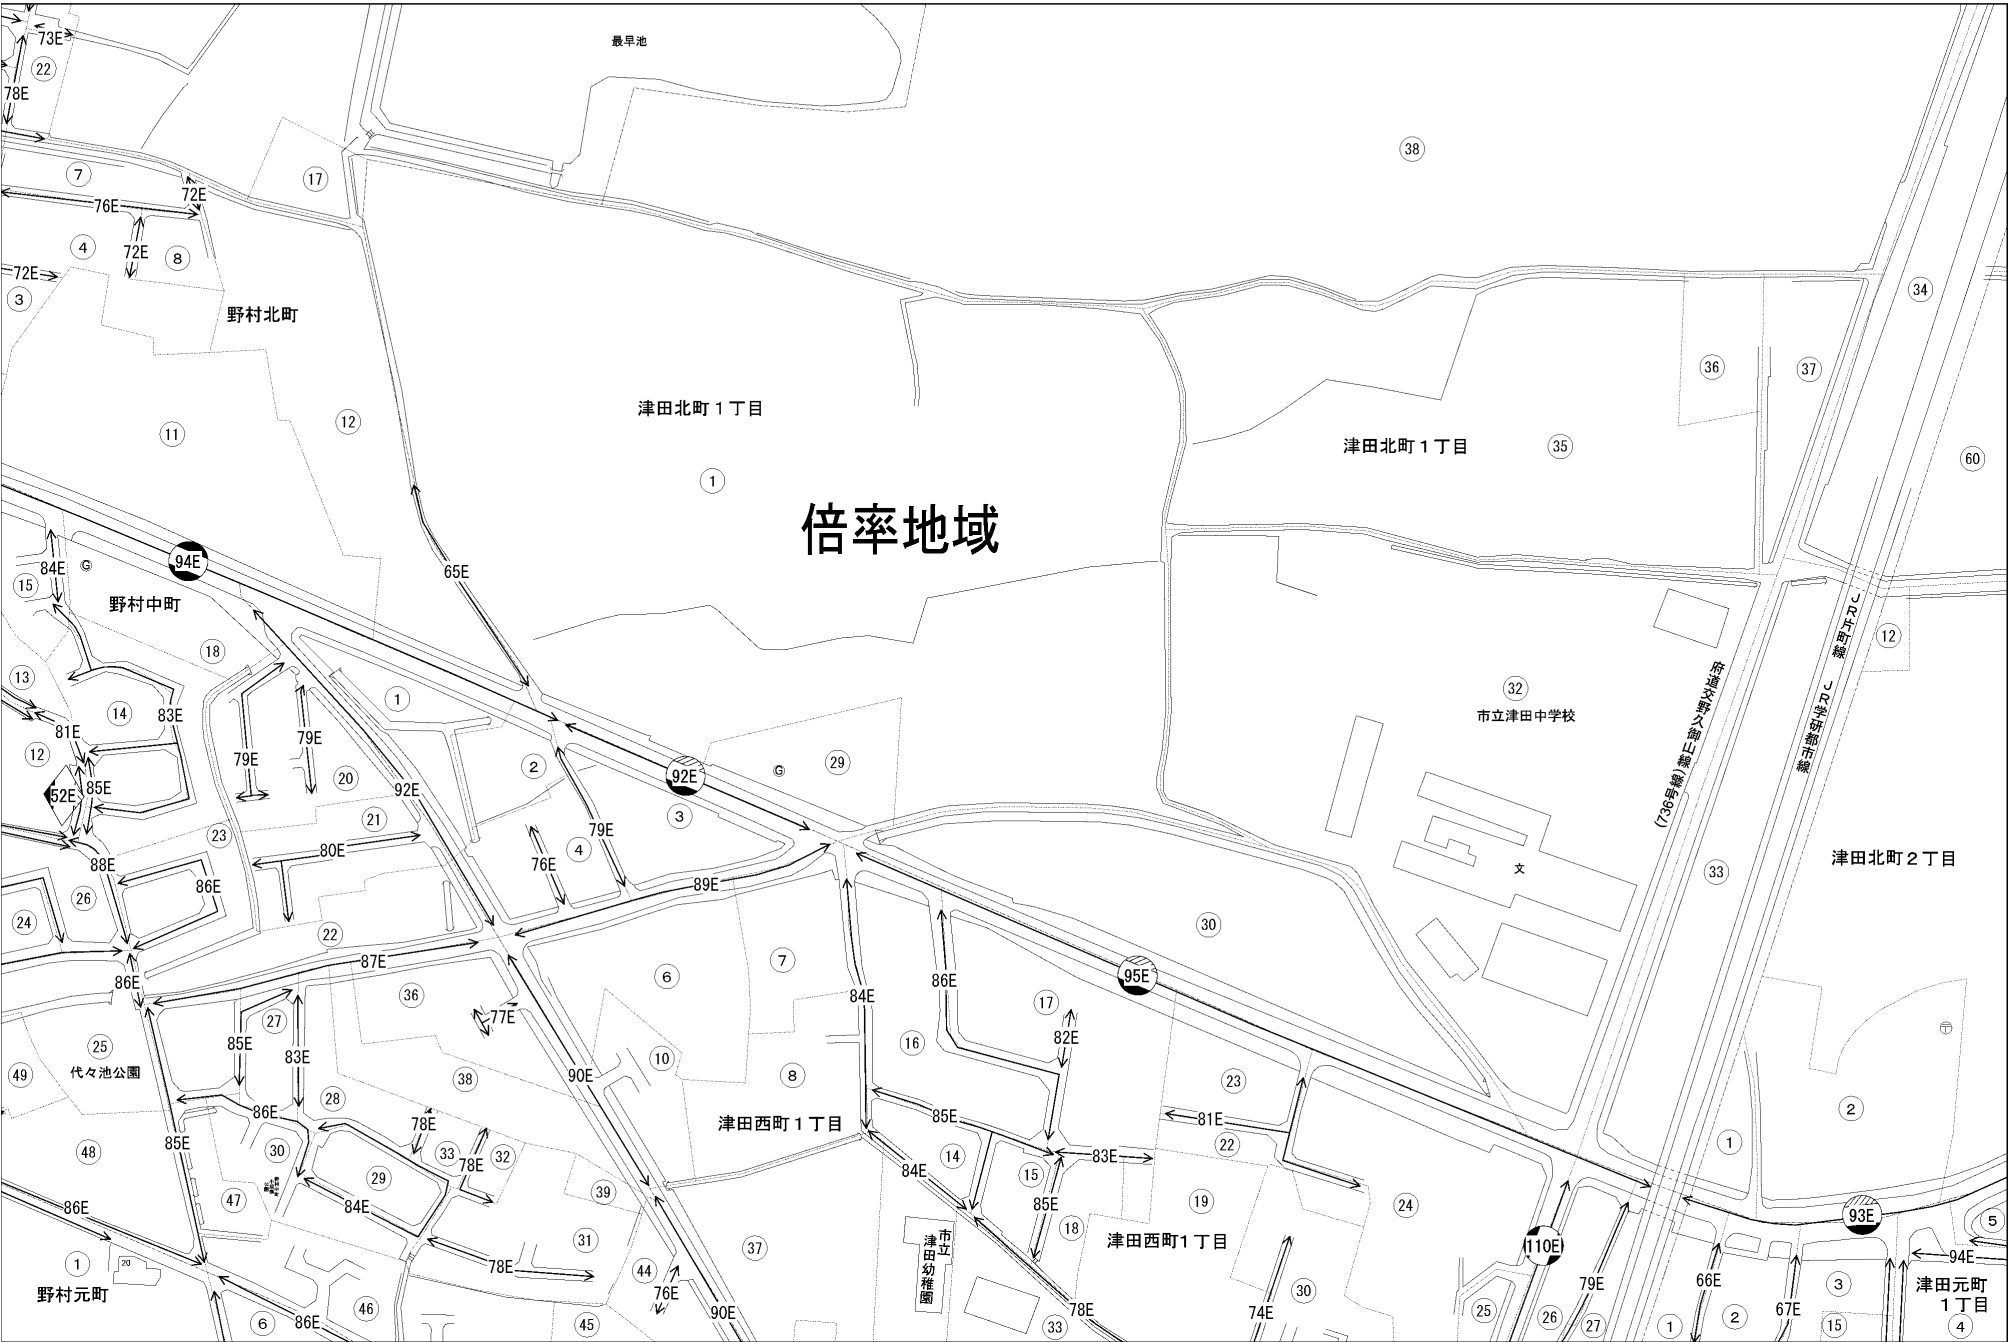 73E
最早池
22
78E
38
7
17
72E
76E
4
72E
8
72E
3
34
野村北町
36
37
津田北町1丁目
12
11
津田北町1丁目
35
60
1
倍率地域
94E
65E
84E
G
15
野村中町
JR片町線
12
18
13
府道交野久御山線
(736号線)
JR学研都市線
32
市立津田中学校
1
14
83E
81E
79E
79E
12
20
2
92E
G
29
85E
52E
92E
3
21
23
79E
80E
4
76E
88E
86E
89E
文
津田北町2丁目
33
26
24
22
30
87E
7
6
95E
86E
36
84E
86E
17
27
77E
16
82E
〒
85E
25
83E
代々池公園
49
10
90E
8
38
23
2
28
86E
85E
81E
78E
津田西町1丁目
85E
30
48
33
32
78E
29
14
83E
22
1
84E
15
47
39
19
84E
85E
24
86E
18
93E
5
31
市立
津田幼稚園
37
津田西町1丁目
110E
94E
1
20
78E
44
66E
79E
3
津田元町
1丁目
野村元町
76E
30
46
90E
78E
74E
25
26
67E
6
86E
45
33
27
1
2
15
4